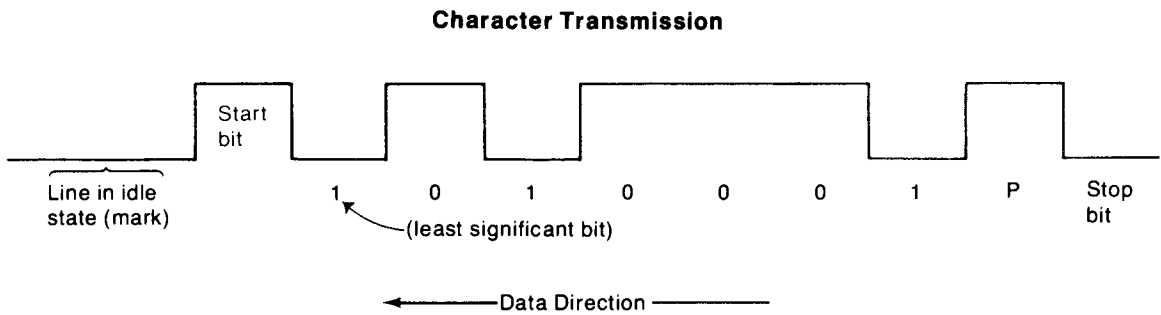 Character Transmission
Start
bit
Line in idle
state (mark)
1 0 1 0 0 0 1 P Stop
bit
(least significant bit)
Data Direction